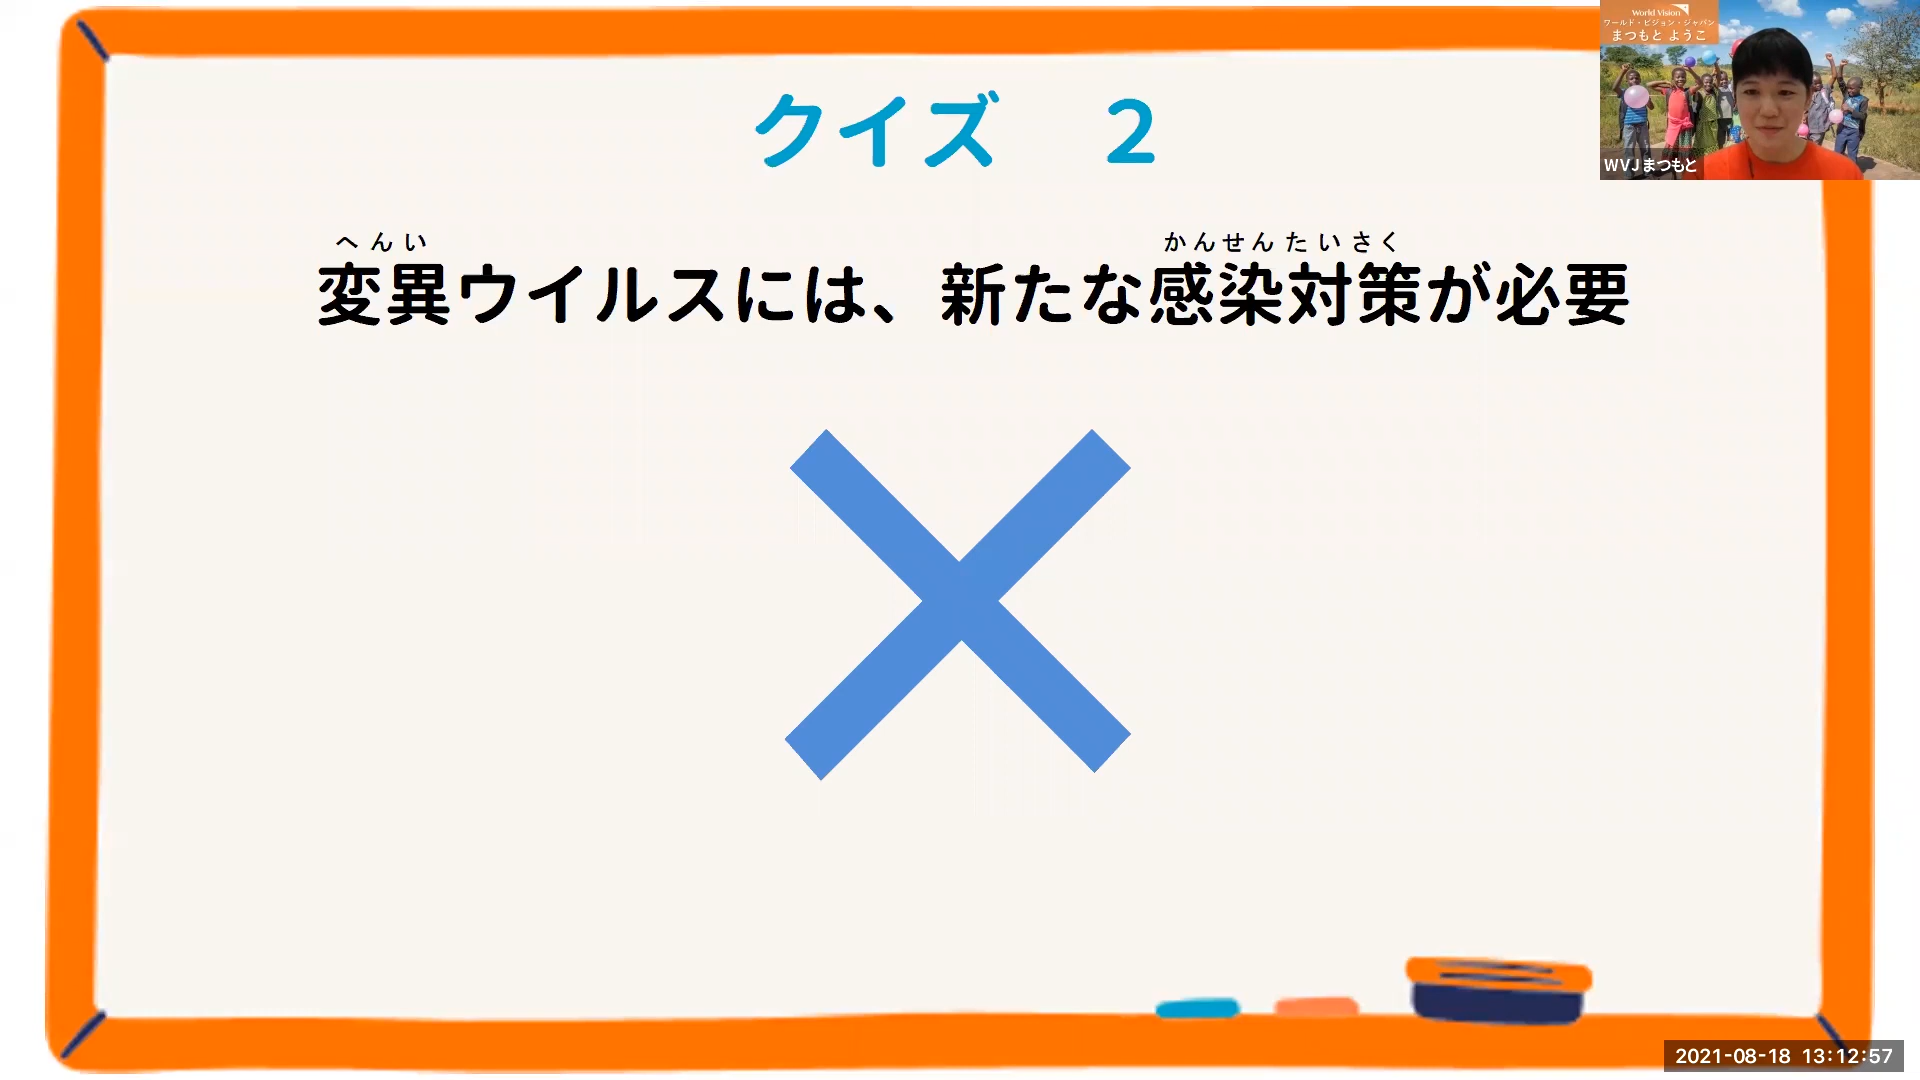 クイズ 2
へんい
かんせんたいさく
変異ウイルスには、新たな感染対策が必要
World Vision
ワールド・ビジョン・ジャパン
まつもと ようこ
WVJまつもと
2021-08-18 13:12:57